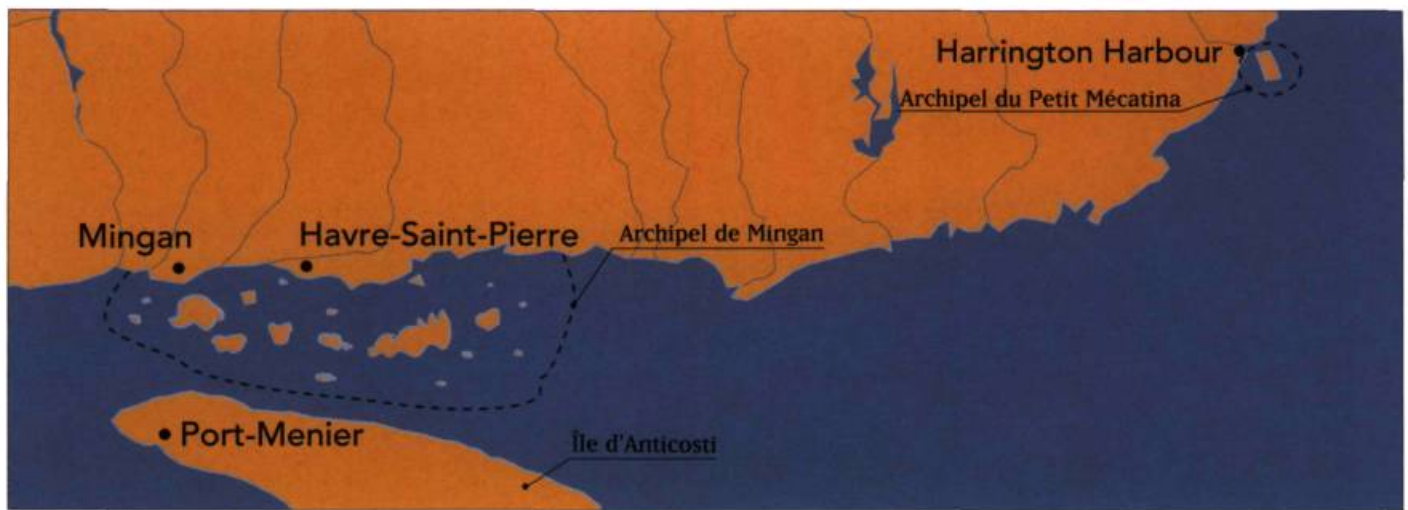 Harrington Harbour
Archipel du Petit Mécatina
Mingan
Havre-Saint-Pierre
Archipel de Mingan
Port-Menier
Île d'Anticosti